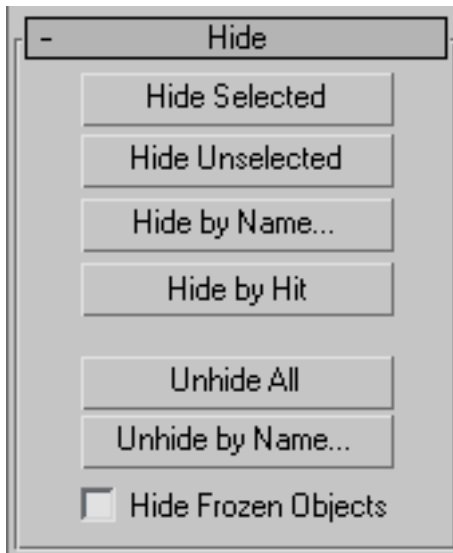 - Hide
Hide Selected
Hide Unselected
Hide by Name...
Hide by Hit
Unhide All
Unhide by Name...
Hide Frozen Objects